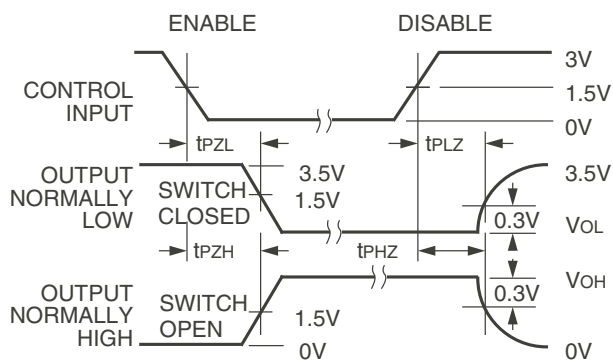 ENABLE DISABLE
3V
CONTROL INPUT 1.5V
0V
tPZL tPLZ
OUTPUT NORMALLY LOW
SWITCH CLOSED
3.5V
1.5V
3.5V
0.3V
VOL
tPZH tPHZ
OUTPUT NORMALLY HIGH
SWITCH OPEN
1.5V
0V
VOH
0.3V
0V